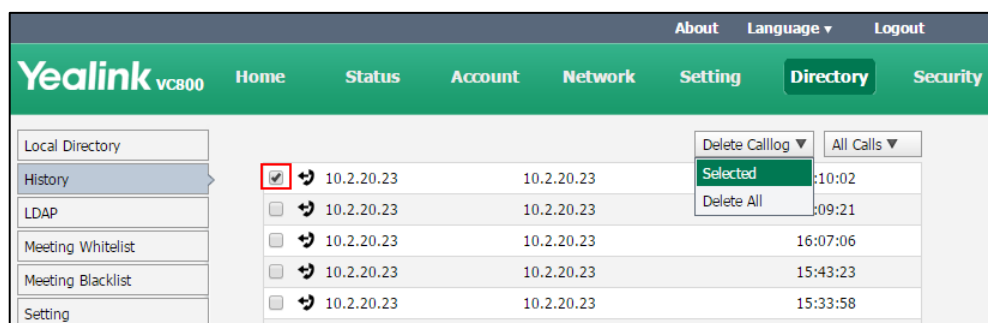 About Language ▾ Logout
Yealink VC800 Home Status Account Network Setting Directory Security
Local Directory
Delete Calllog ▼ All Calls ▼
History
10.2.20.23 10.2.20.23 :10:02
Selected
LDAP
10.2.20.23 10.2.20.23 :09:21
Delete All
Meeting Whitelist
10.2.20.23 10.2.20.23 16:07:06
Meeting Blacklist
10.2.20.23 10.2.20.23 15:43:23
Setting
10.2.20.23 10.2.20.23 15:33:58